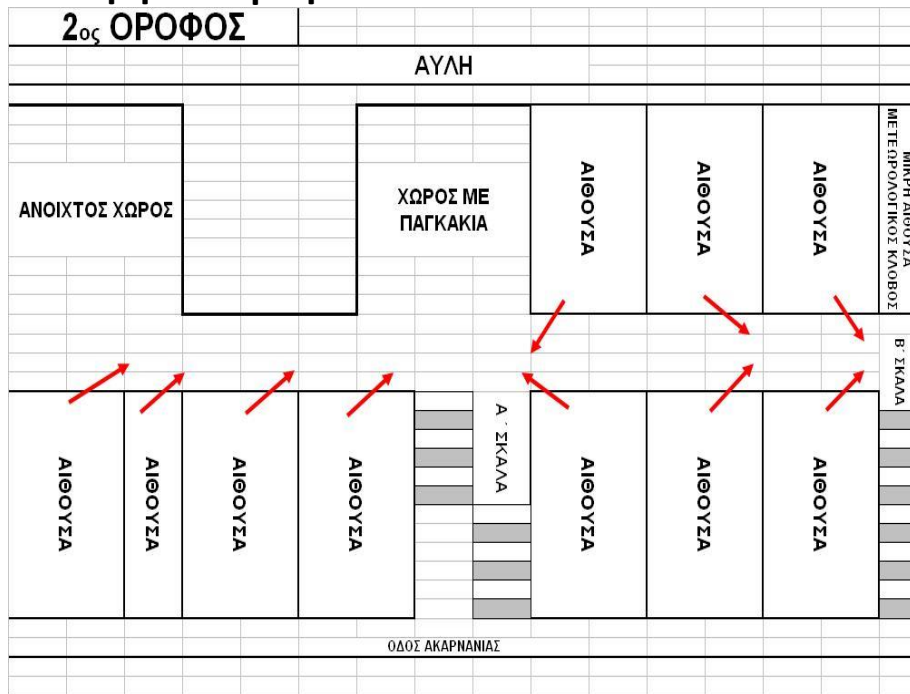 2ος ΟΡΟΦΟΣ
ΑΥΛΗ
ΑΝΟΙΧΤΟΣ ΧΩΡΟΣ
ΧΩΡΟΣ ΜΕ
ΠΑΓΚΑΚΙΑ
ΑΙΘΟΥΣΑ
ΑΙΘΟΥΣΑ
ΑΙΘΟΥΣΑ
ΜΙΚΡΗ ΑΙΘΟΥΣΑ
ΜΕΤΕΩΡΟΛΟΓΙΚΟΣ ΚΛΟΒΟΣ
Β΄ ΣΚΑΛΑ
ΑΙΘΟΥΣΑ
ΑΙΘΟΥΣΑ
ΑΙΘΟΥΣΑ
ΑΙΘΟΥΣΑ
Α΄ ΣΚΑΛΑ
ΑΙΘΟΥΣΑ
ΑΙΘΟΥΣΑ
ΑΙΘΟΥΣΑ
ΟΔΟΣ ΑΚΑΡΝΑΝΙΑΣ